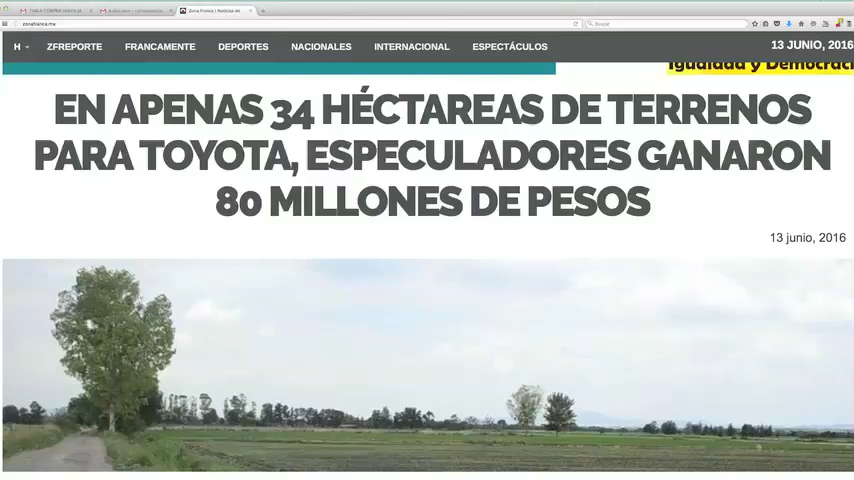 Zona Franca | Noticias de...
zonafranca.mx
Buscar
H
ZFREPORTE
FRANCAMENTE
DEPORTES
NACIONALES
INTERNACIONAL
ESPECTÁCULOS
13 JUNIO, 2016
Igualdad y Democraci
EN APENAS 34 HÉCTAREAS DE TERRENOS
PARA TOYOTA, ESPECULADORES GANARON
80 MILLONES DE PESOS
13 junio, 2016